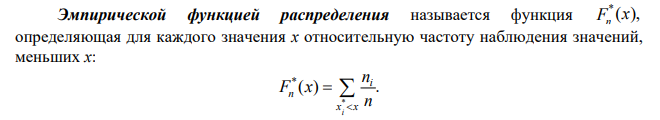 Эмпирической функцией распределения называется функция $F_n^*(x)$,
определяющая для каждого значения x относительную частоту наблюдения значений,
меньших x:
$F_n^*(x) = \sum_{x_i^* < x} \frac{n_i}{n}.$